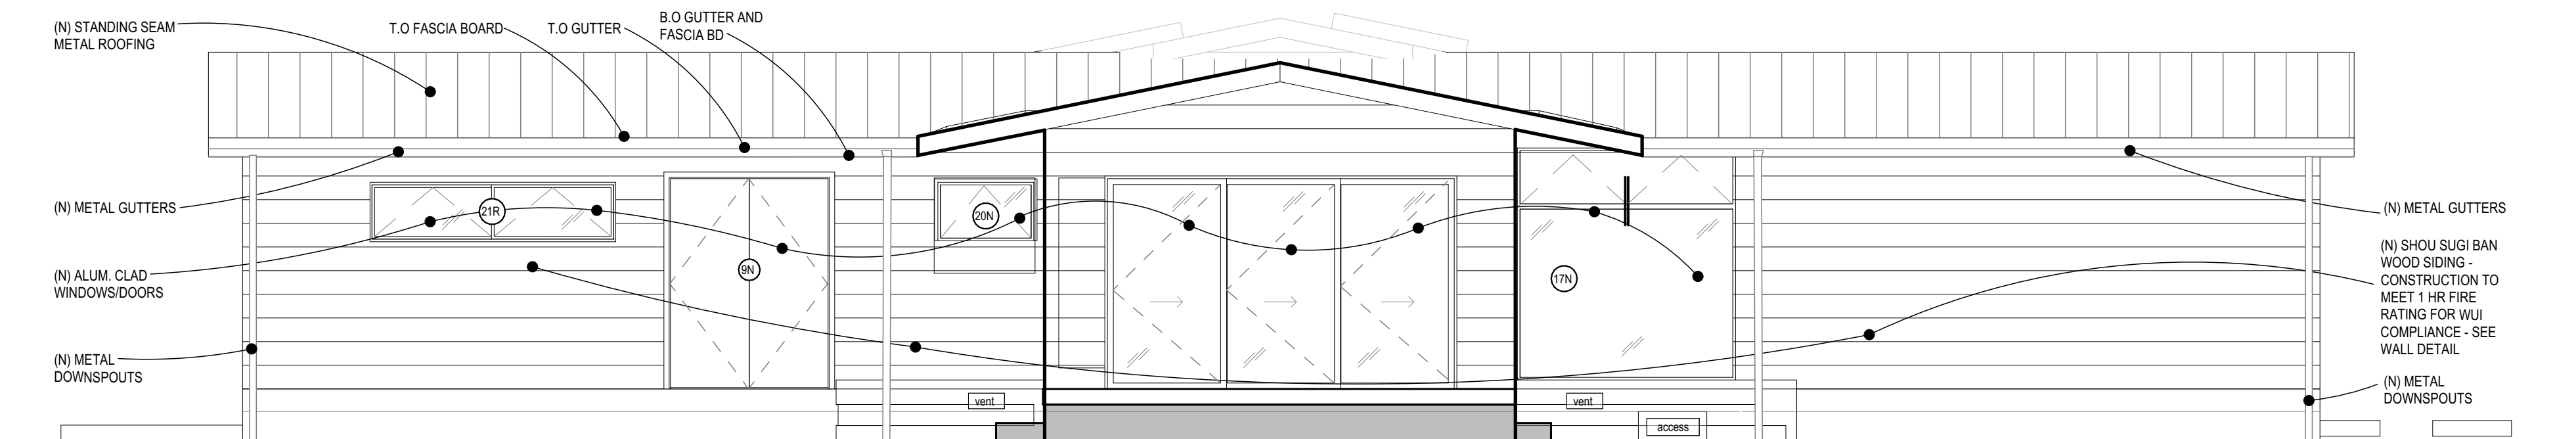 (N) STANDING SEAM
METAL ROOFING
T.O FASCIA BOARD
T.O GUTTER
B.O GUTTER AND
FASCIA BD
(N) METAL GUTTERS
(N) ALUM. CLAD
WINDOWS/DOORS
(N) METAL
DOWNSPOUTS
21R
9N
20N
17N
vent
vent
access
(N) METAL GUTTERS
(N) SHOU SUGI BAN
WOOD SIDING -
CONSTRUCTION TO
MEET 1 HR FIRE
RATING FOR WUI
COMPLIANCE - SEE
WALL DETAIL
(N) METAL
DOWNSPOUTS